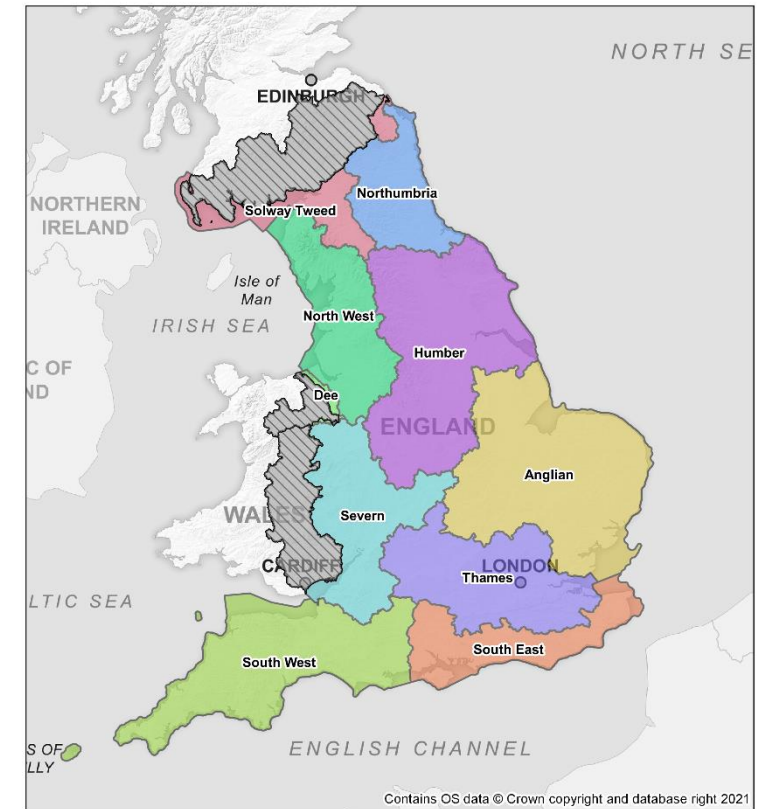 NORTH SE
EDINBURGH
Northumbria
NORTHERN
IRELAND
Solway Tweed
Isle of
Man
North West
IRISH SEA
Humber
C OF
ND
Dee
ENGLAND
Anglian
WALES
Severn
CARDIFF
LONDON
Thames
LTIC SEA
South East
South West
S OF
LLY
ENGLISH CHANNEL
Contains OS data © Crown copyright and database right 2021